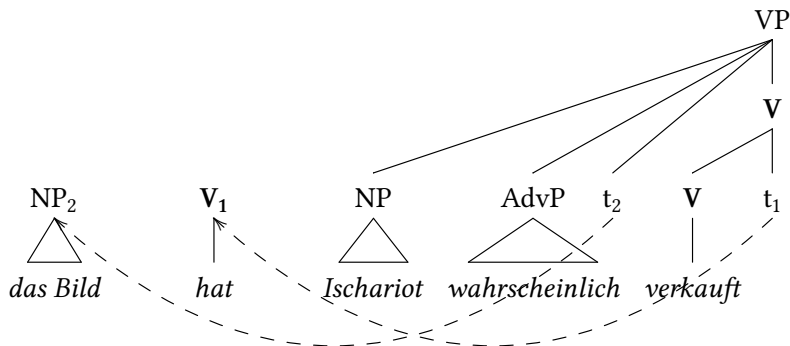 VP
V
NP₂ V₁ NP AdvP t₂ V t₁
das Bild hat Ischariot wahrscheinlich verkauft